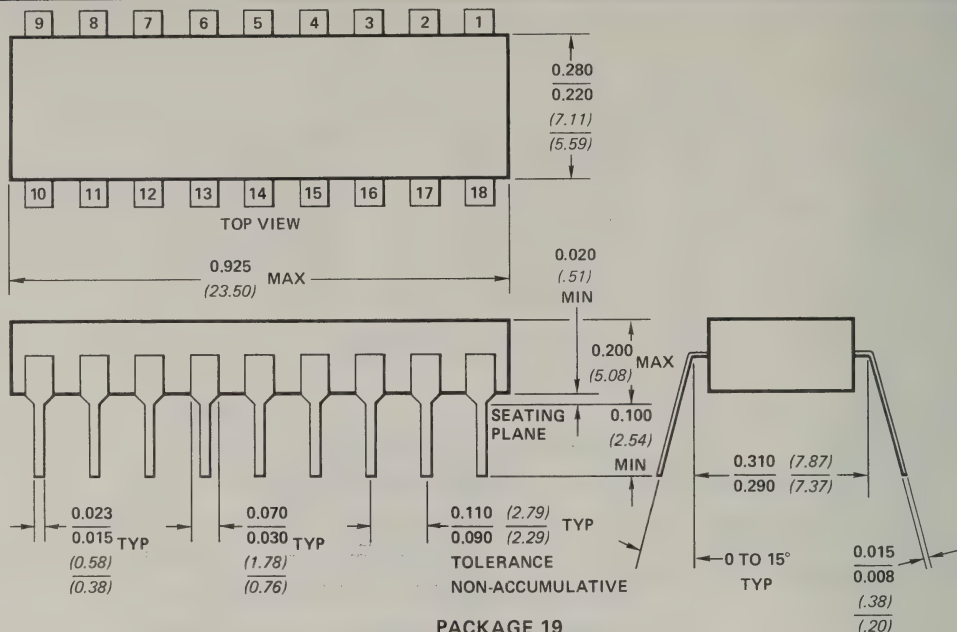 9 8 7 6 5 4 3 2 1
0.280
0.220
(7.11)
(5.59)
10 11 12 13 14 15 16 17 18
TOP VIEW
0.925 MAX
(23.50)
0.020
(.51)
MIN
0.200 MAX
(5.08)
SEATING
PLANE
0.100
(2.54)
MIN
0.310 (7.87)
0.290 (7.37)
0.023
0.015 TYP
(0.58)
(0.38)
0.070
0.030 TYP
(1.78)
(0.76)
0.110 (2.79) TYP
0.090 (2.29)
TOLERANCE
NON-ACCUMULATIVE
0 TO 15°
TYP
0.015
0.008
(.38)
(.20)
PACKAGE 19